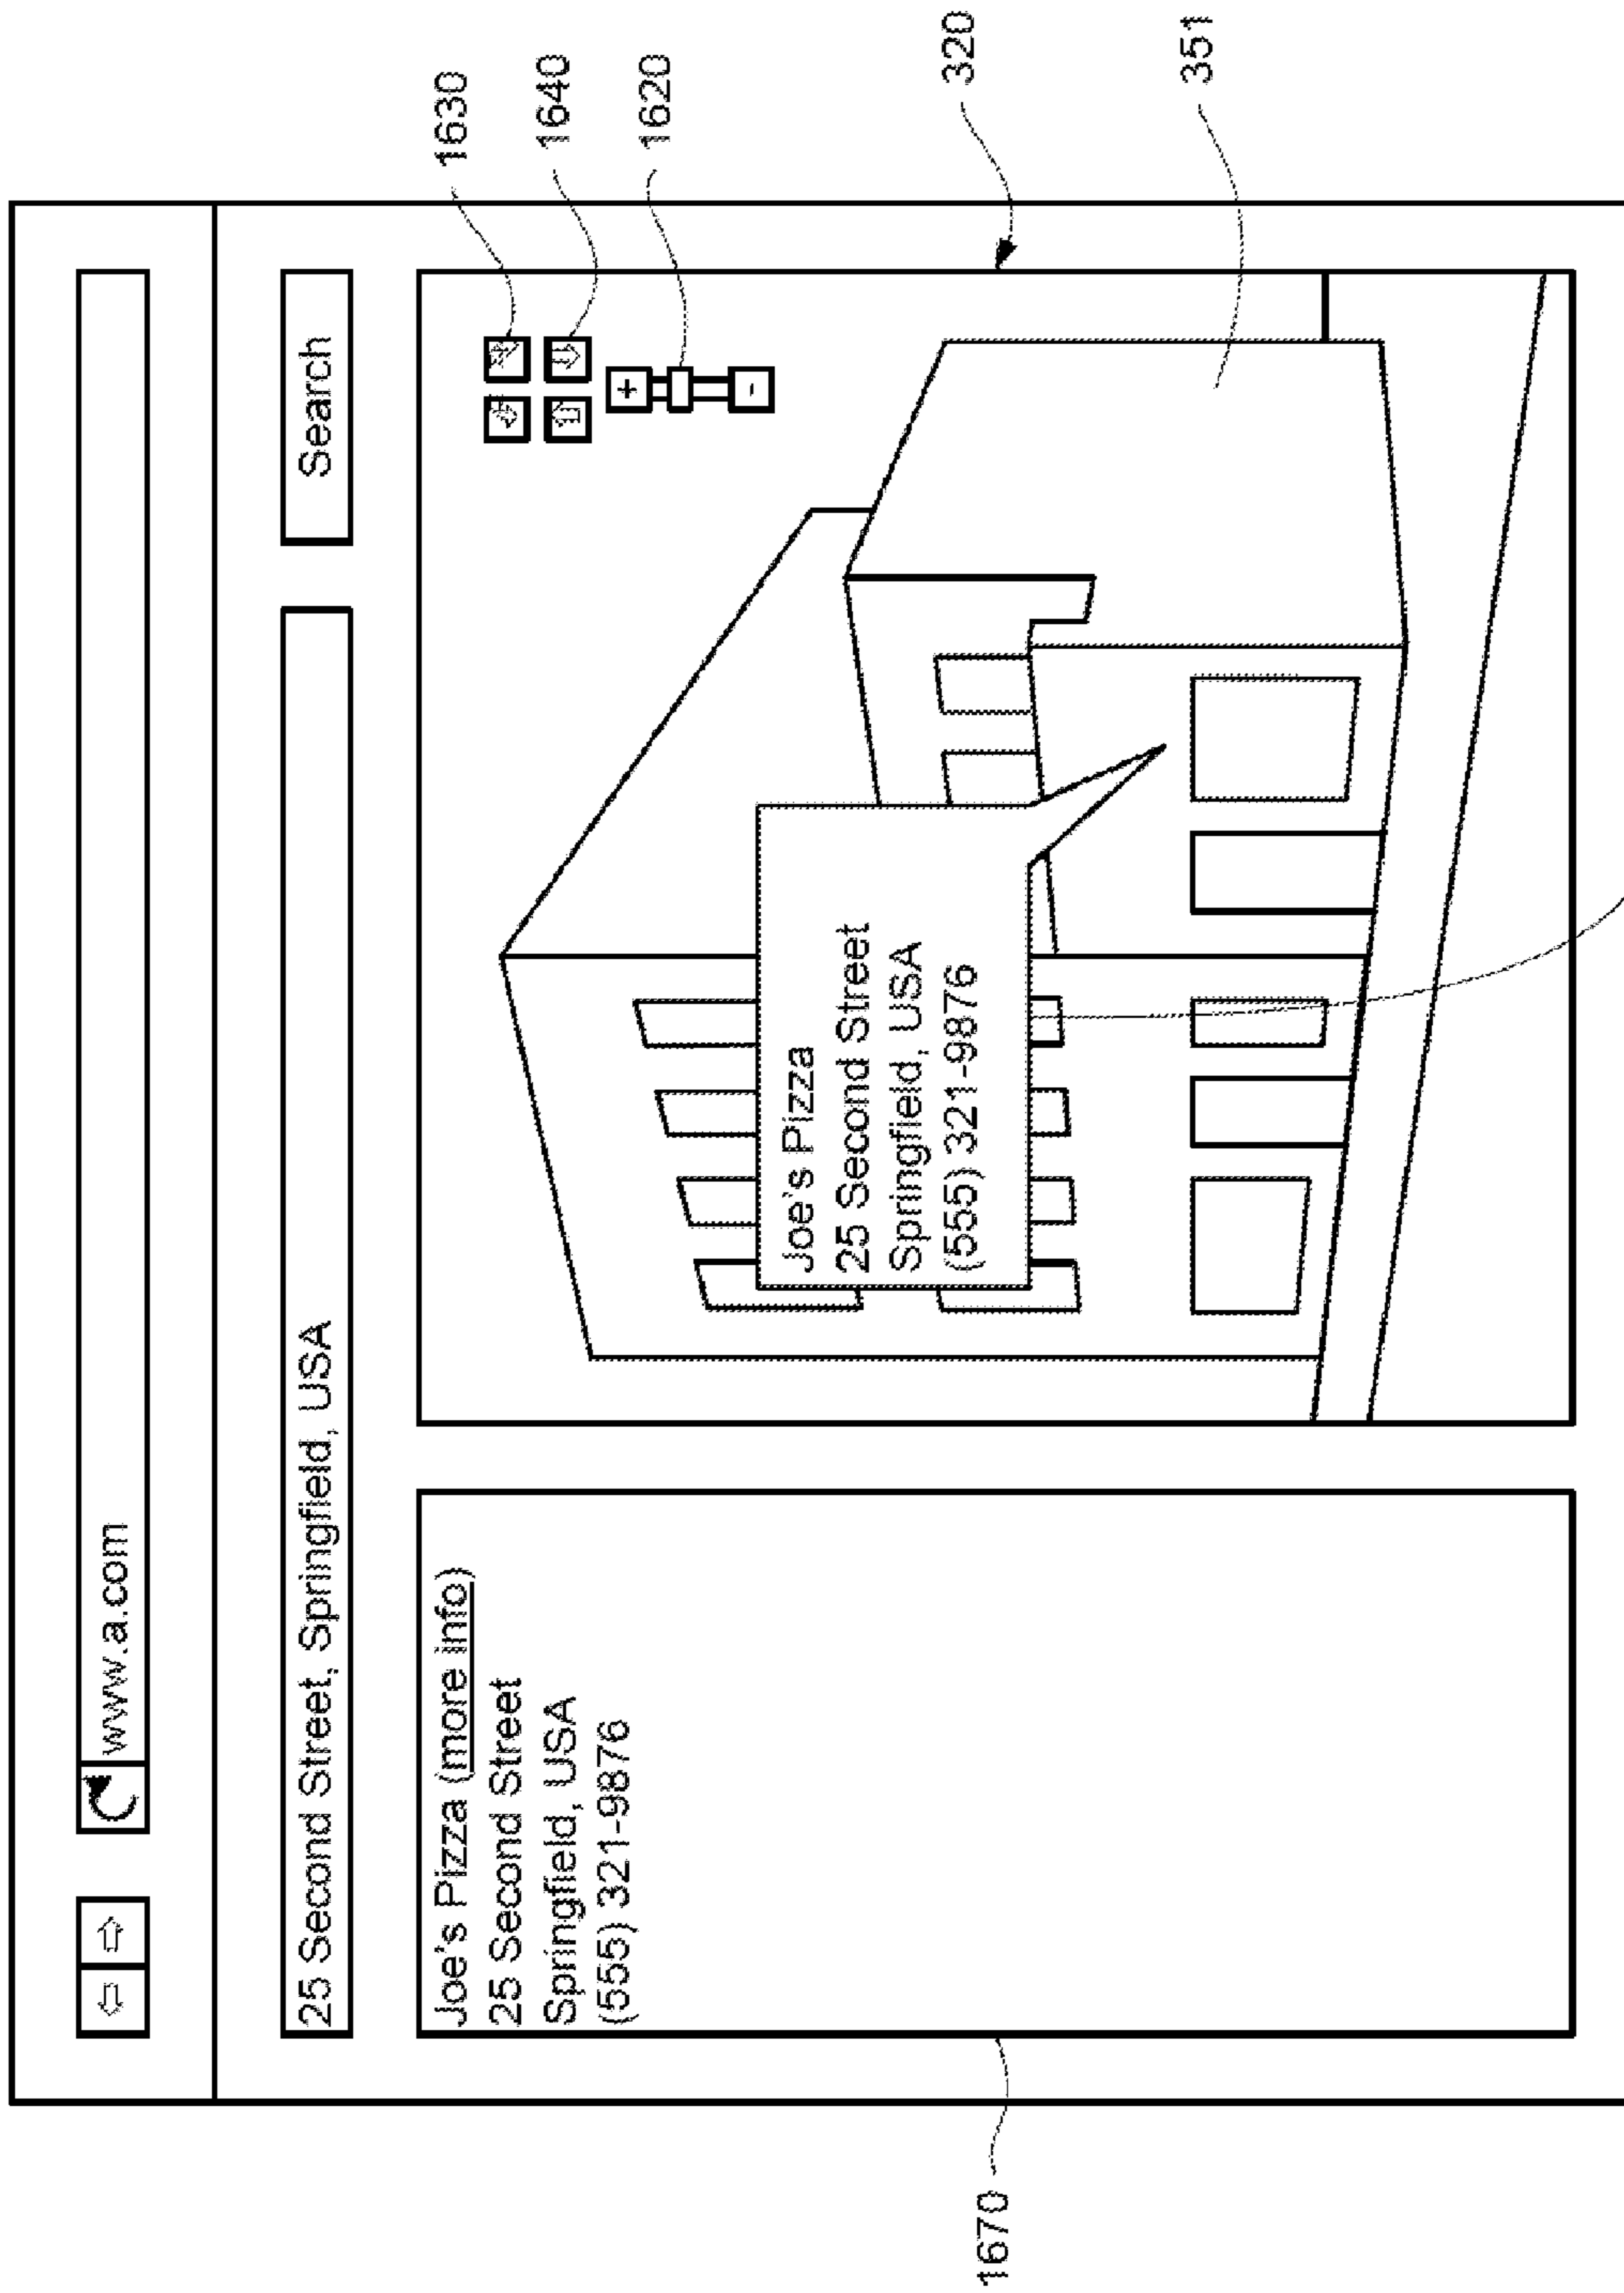 www.a.com
25 Second Street, Springfield, USA
Search
Joe's Pizza (more info)
25 Second Street
Springfield, USA
(555) 321-9876
Joe's Pizza
25 Second Street
Springfield, USA
(555) 321-9876
+
-
1630
1640
1620
320
351
1670